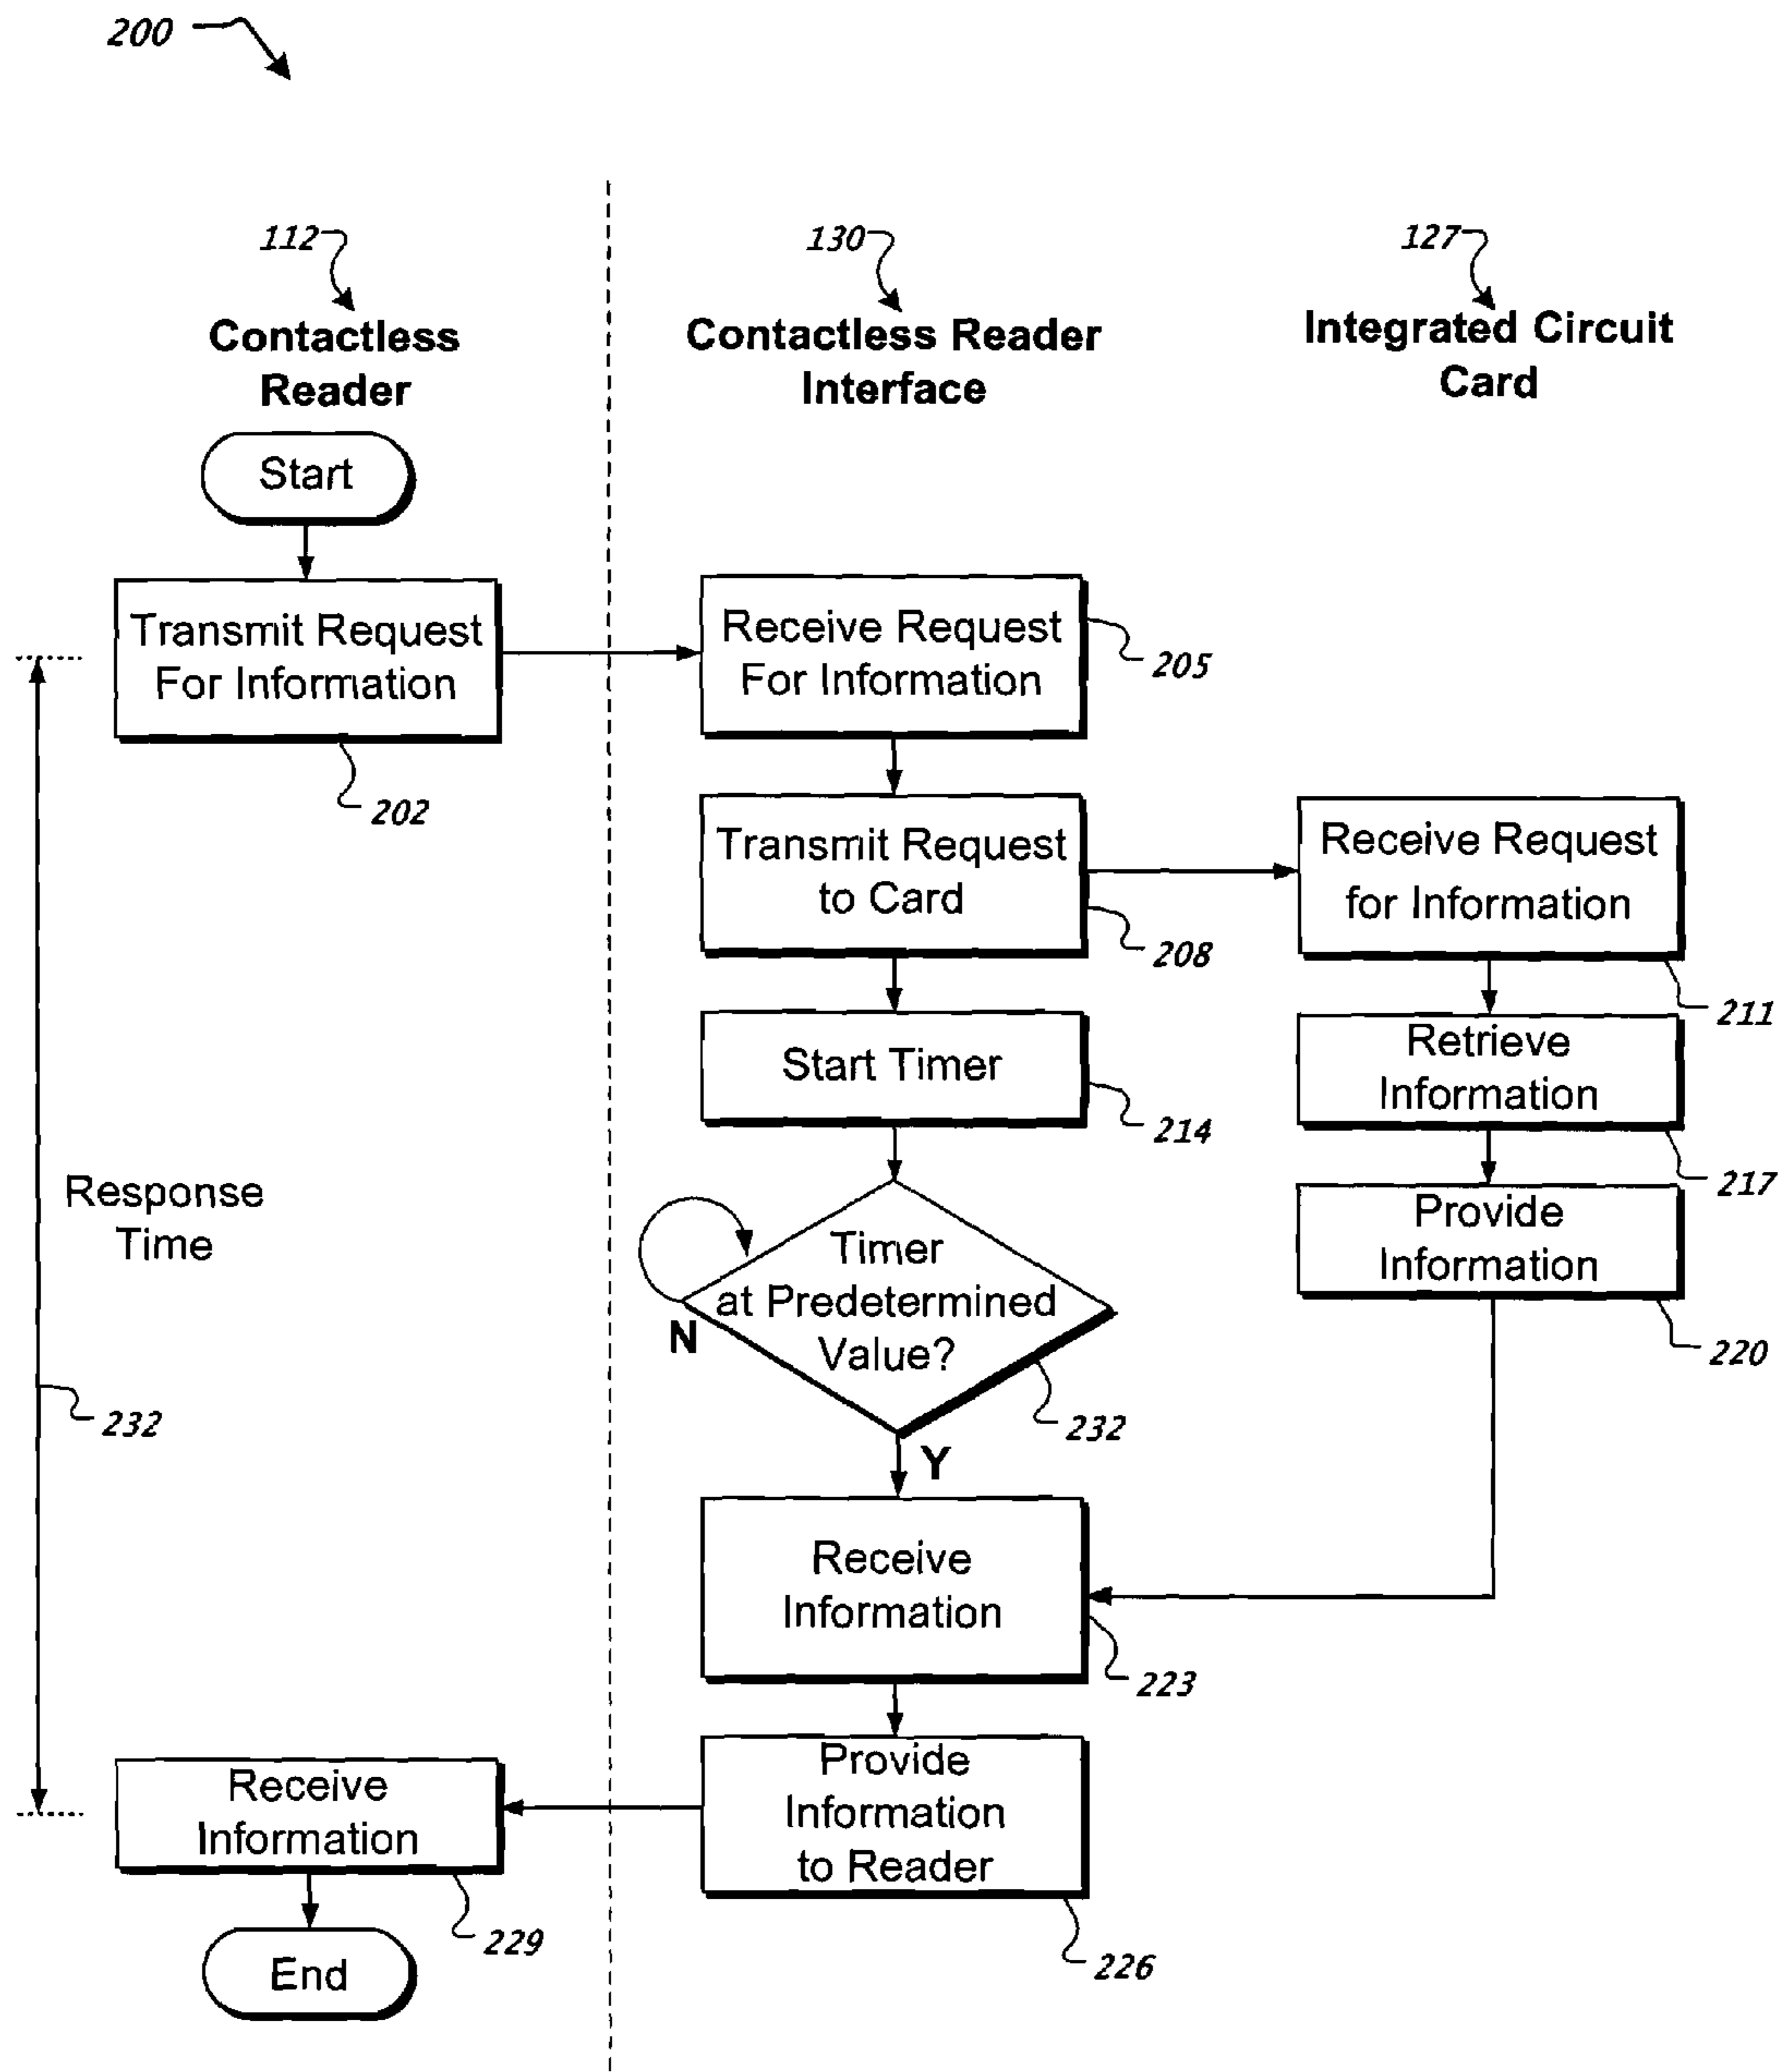 200
112
130
127
Contactless
Reader
Contactless Reader
Interface
Integrated Circuit
Card
Start
Transmit Request
For Information
202
Receive Request
For Information
205
Transmit Request
to Card
208
Receive Request
for Information
211
Start Timer
214
Retrieve
Information
217
Response
Time
232
Timer
at Predetermined
Value?
N
232
Y
Provide
Information
220
Receive
Information
223
Provide
Information
to Reader
226
Receive
Information
229
End